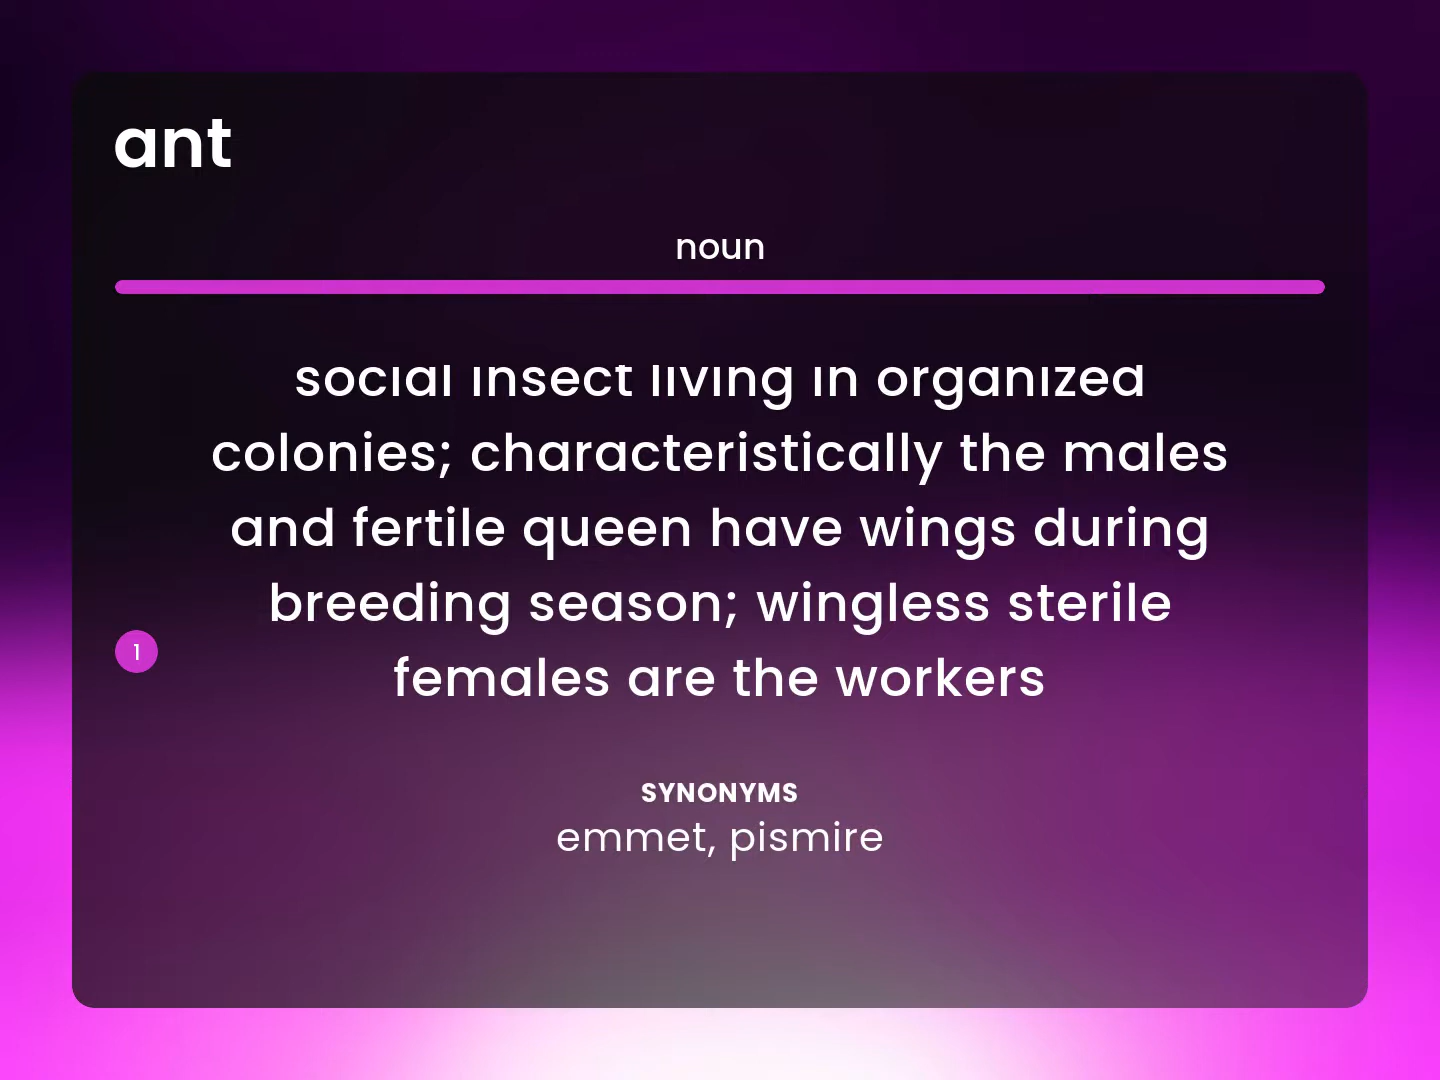 ant
noun
social insect living in organized
colonies; characteristically the males
and fertile queen have wings during
breeding season; wingless sterile
1
females are the workers
SYNONYMS
emmet, pismire